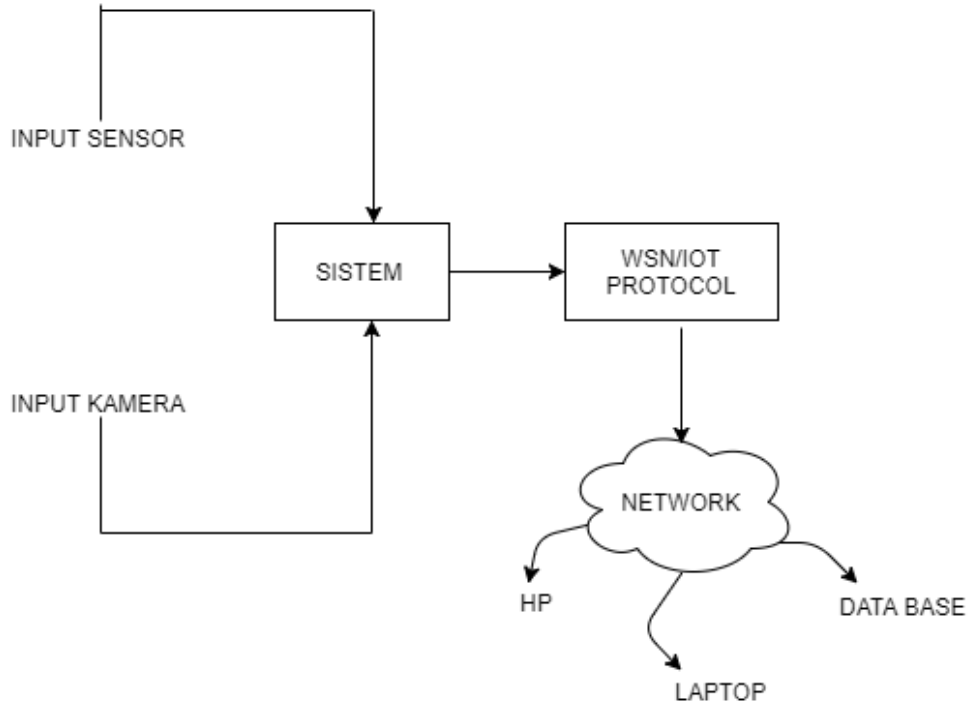 INPUT SENSOR
SISTEM
WSN/IOT
PROTOCOL
INPUT KAMERA
NETWORK
HP
DATA BASE
LAPTOP